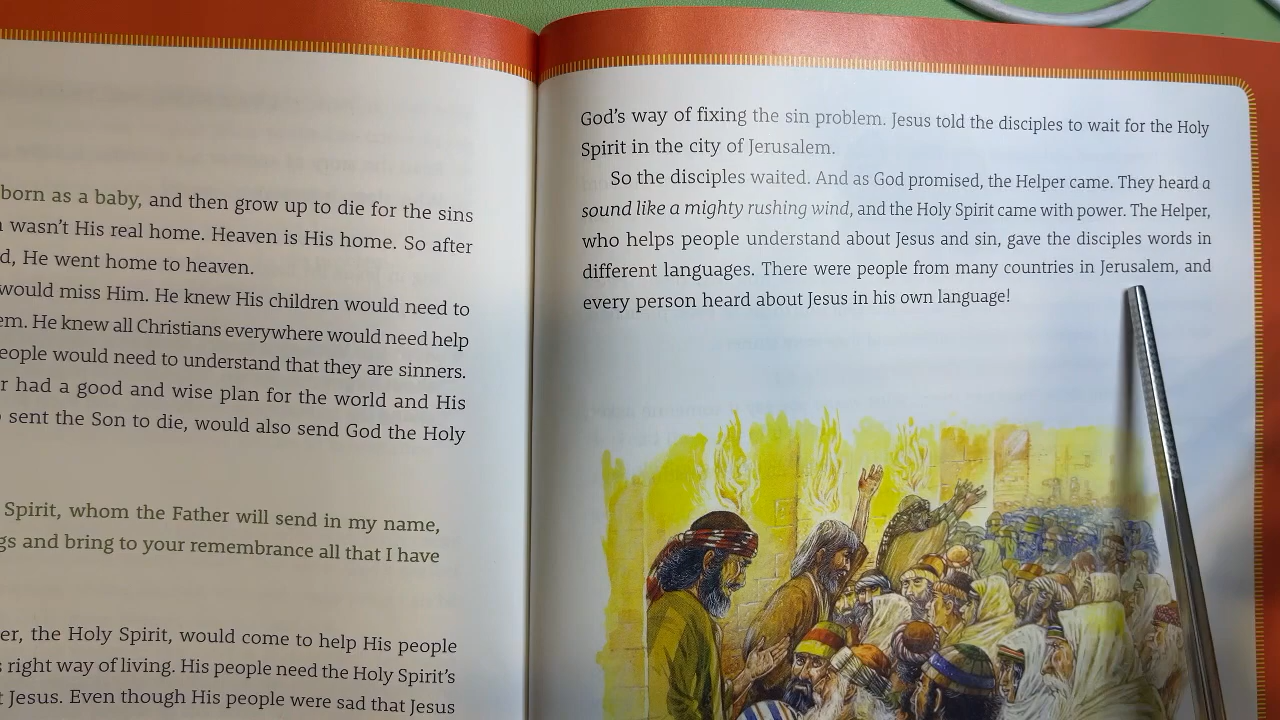 born as a baby, and then grow up to die for the sins
wasn't His real home. Heaven is His home. So after
He went home to heaven.
would miss Him. He knew His children would need to
He knew all Christians everywhere would need help
would need to understand that they are sinners.
had a good and wise plan for the world and His
sent the Son to die, would also send God the Holy
Spirit, whom the Father will send in my name,
and bring to your remembrance all that I have
the Holy Spirit, would come to help His people
right way of living. His people need the Holy Spirit's
Jesus. Even though His people were sad that Jesus
God's way of fixing the sin problem. Jesus told the disciples to wait for the Holy
Spirit in the city of Jerusalem.
So the disciples waited. And as God promised, the Helper came. They heard a
sound like a mighty rushing wind, and the Holy Spirit came with power. The Helper,
who helps people understand about Jesus and sin, gave the disciples words in
different languages. There were people from many countries in Jerusalem, and
every person heard about Jesus in his own language!